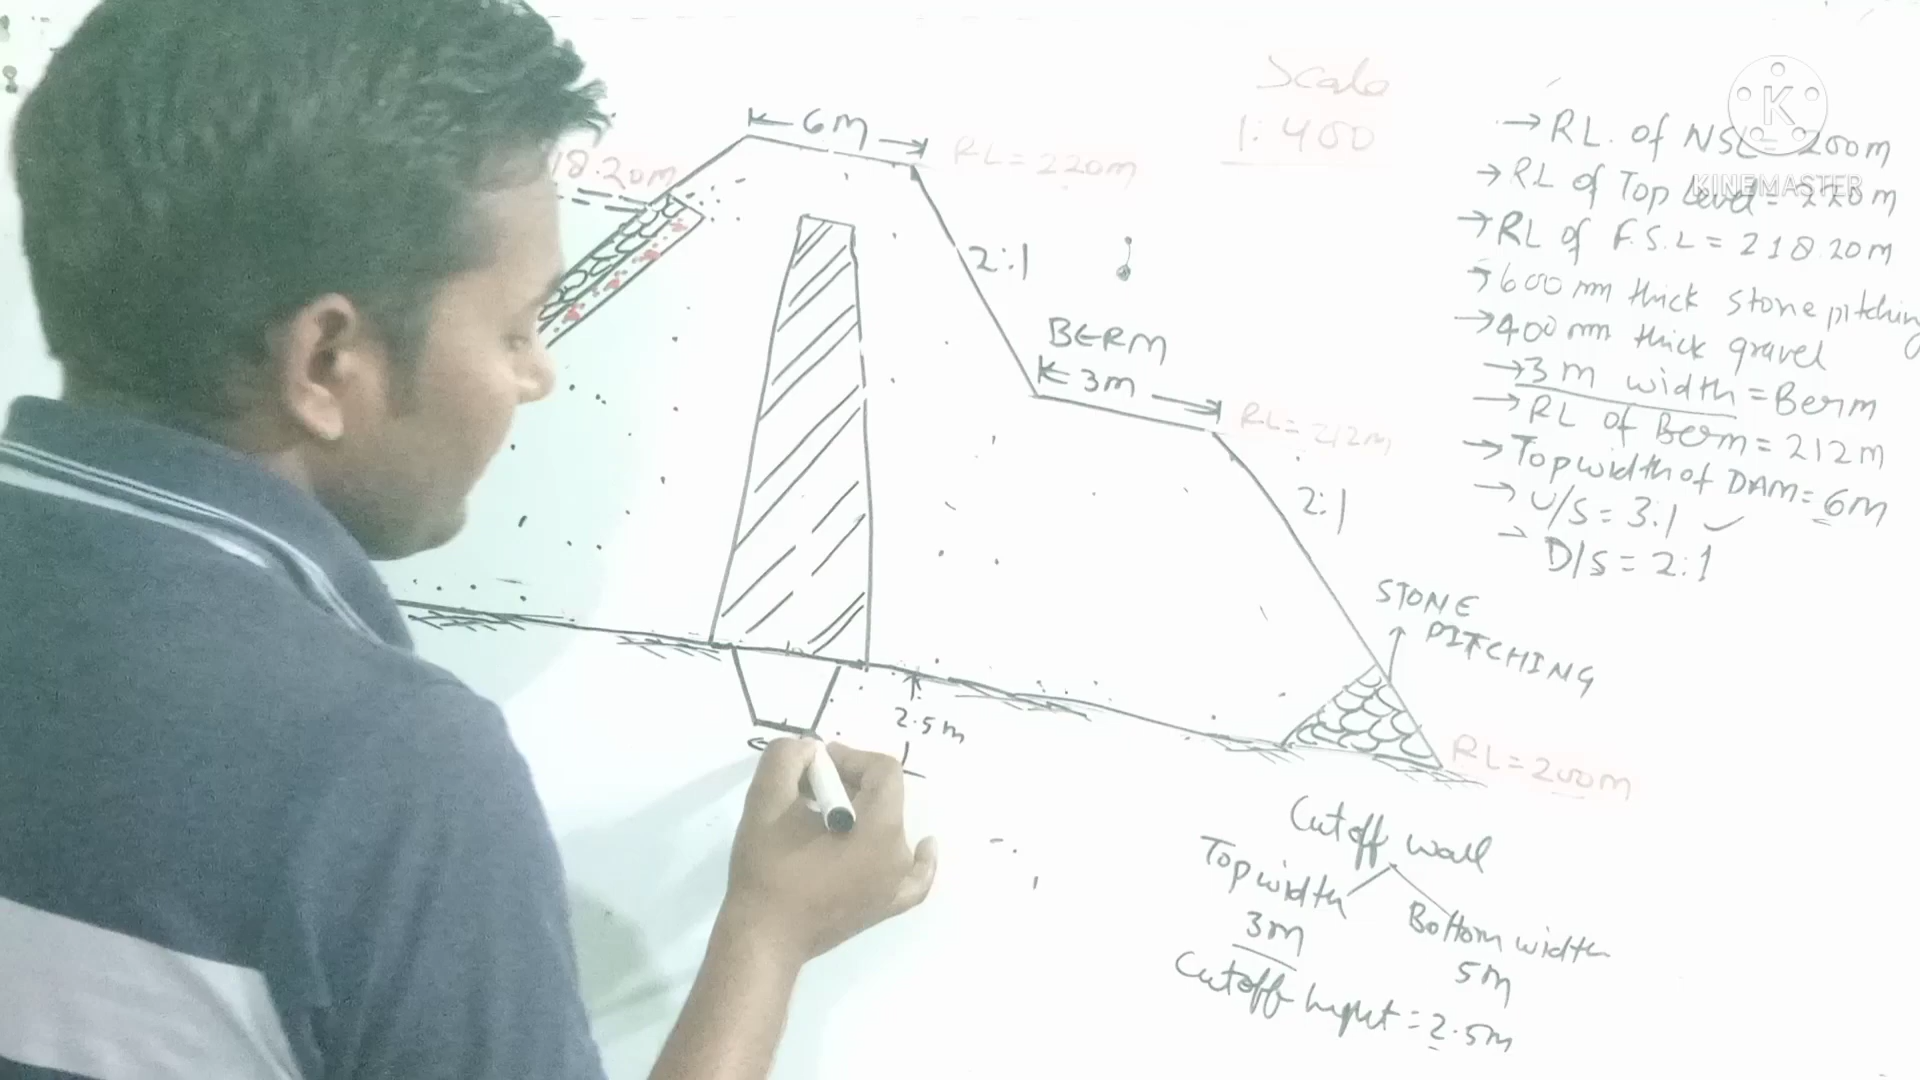 Scale
1:400
6M
RL=220m
18.20m
2:1
BERM
3m
RL=212m
2:1
STONE
PITCHING
2.5m
RL=200m
→RL. of NSL= 200m
→RL of Top Level= 220m
→RL of F.S.L=218.20m
→600mm thick stone pitching
→400mm thick gravel
→3m width=Berm
→RL of Berm=212m
→Top width of DAM=6M
→U/S=3:1 ✓
D/S=2:1
Cutoff wall
Top width
3m
Bottom width
5m
Cutoff height=2.5m
K
KINEMASTER